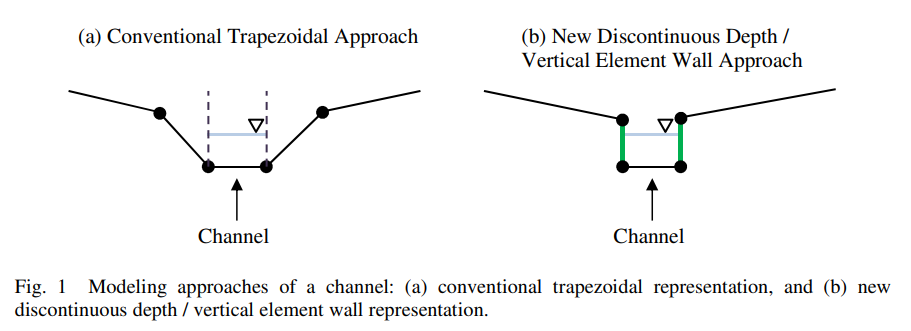 (a) Conventional Trapezoidal Approach
(b) New Discontinuous Depth /
Vertical Element Wall Approach
Channel
Channel
Fig. 1 Modeling approaches of a channel: (a) conventional trapezoidal representation, and (b) new
discontinuous depth / vertical element wall representation.